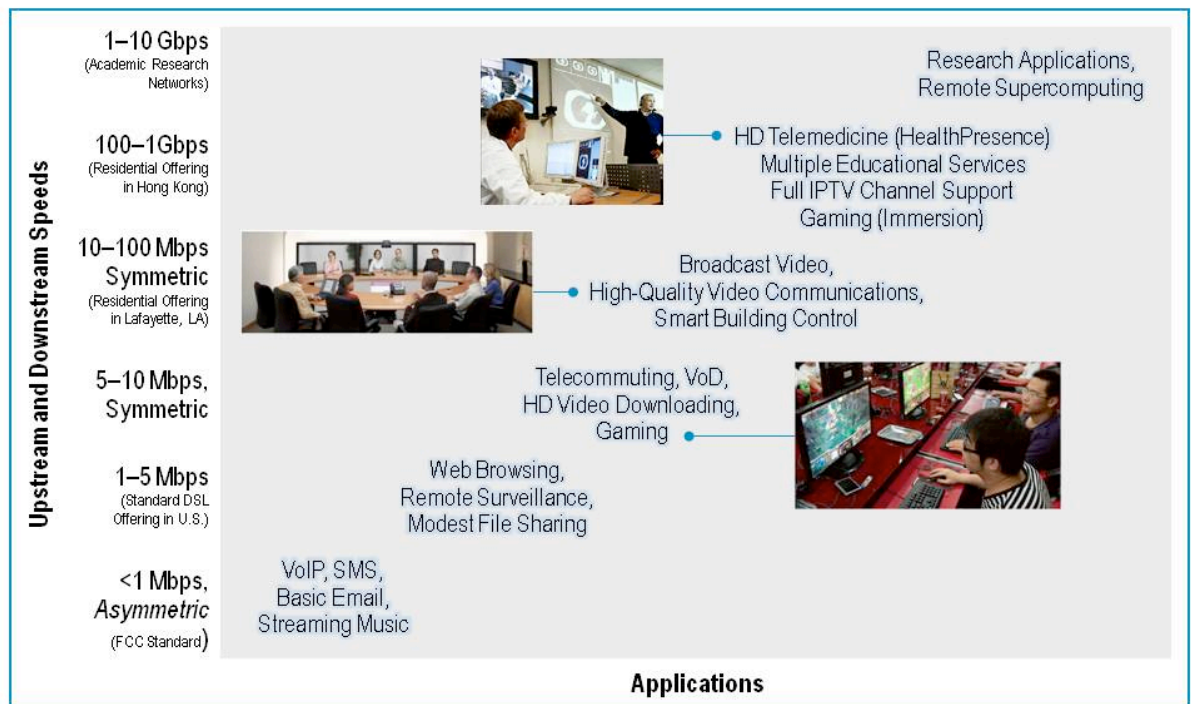 1–10 Gbps
(Academic Research
Networks)
Research Applications,
Remote Supercomputing
100–1Gbps
(Residential Offering
in Hong Kong)
HD Telemedicine (HealthPresence)
Multiple Educational Services
Full IPTV Channel Support
Gaming (Immersion)
10–100 Mbps
Symmetric
(Residential Offering
in Lafayette, LA)
Broadcast Video,
High-Quality Video Communications,
Smart Building Control
5–10 Mbps,
Symmetric
Telecommuting, VoD,
HD Video Downloading,
Gaming
1–5 Mbps
(Standard DSL
Offering in U.S.)
Web Browsing,
Remote Surveillance,
Modest File Sharing
<1 Mbps,
Asymmetric
(FCC Standard)
VoIP, SMS,
Basic Email,
Streaming Music
Upstream and Downstream Speeds
Applications